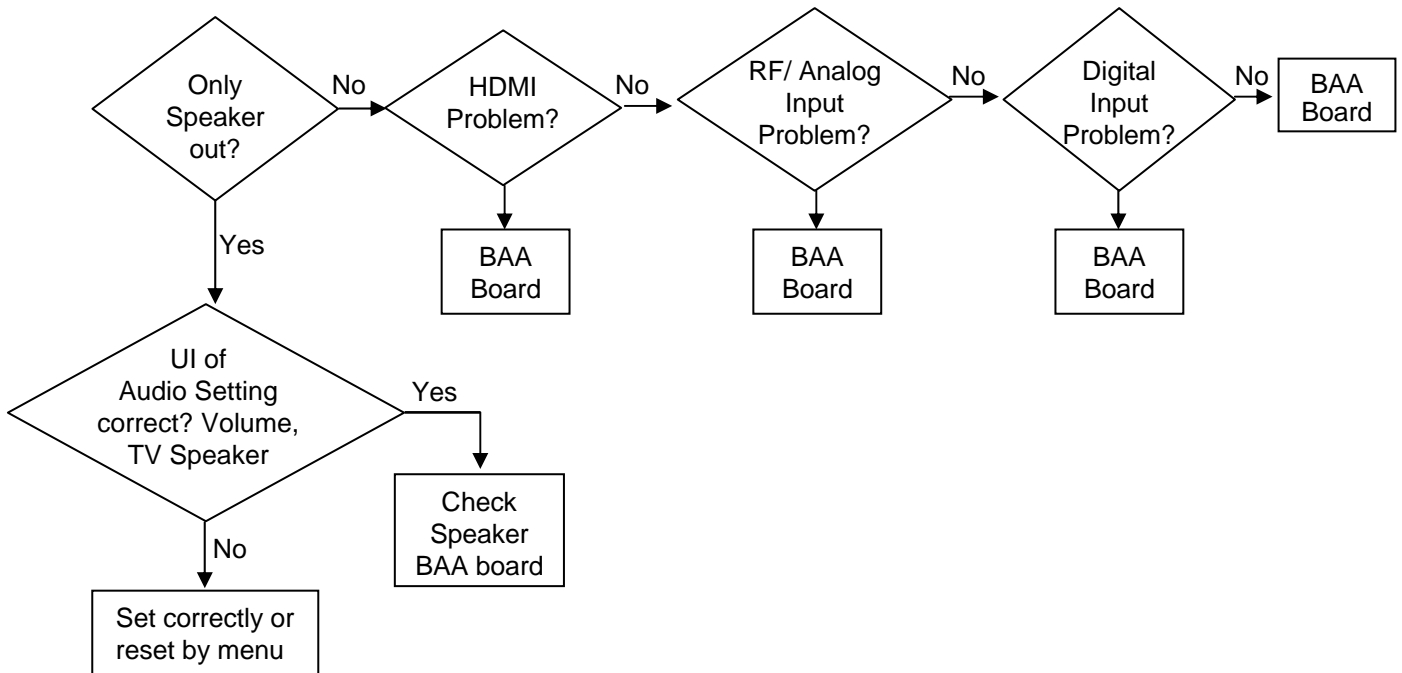 Only
Speaker
out?
No
HDMI
Problem?
No
RF/ Analog
Input
Problem?
No
Digital
Input
Problem?
No
BAA
Board
Yes
BAA
Board
BAA
Board
BAA
Board
UI of
Audio Setting
correct? Volume,
TV Speaker
Yes
Check
Speaker
BAA board
No
Set correctly or
reset by menu